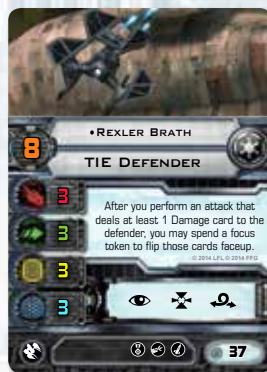 8
•REXLER BRATH
TIE DEFENDER
3
3
3
3
After you perform an attack that
deals at least 1 Damage card to the
defender, you may spend a focus
token to flip those cards faceup.
© 2014 LFL © 2014 FFG
37